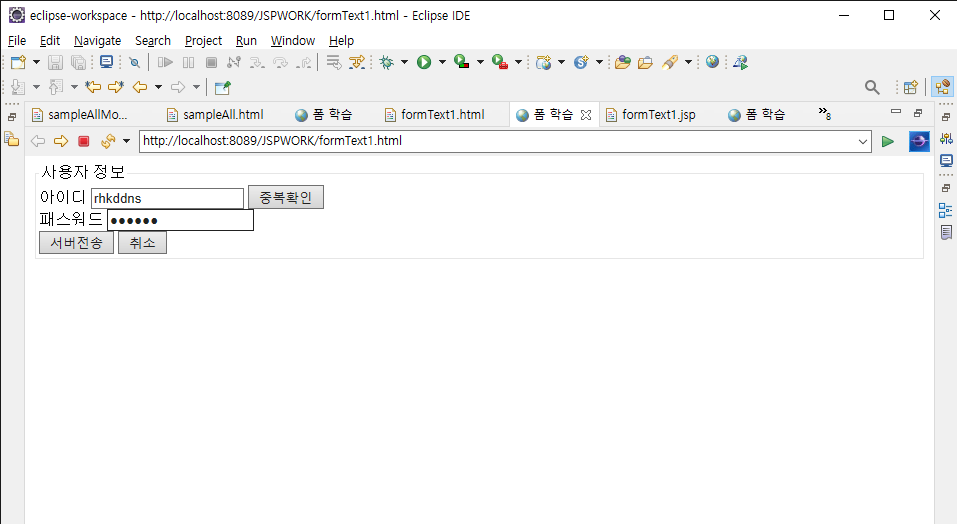 eclipse-workspace - http://localhost:8089/JSPWORK/formText1.html - Eclipse IDE
File Edit Navigate Search Project Run Window Help
sampleAllMo... sampleAll.html 폼 학습 formText1.html 폼 학습 formText1.jsp 폼 학습 »8
http://localhost:8089/JSPWORK/formText1.html
사용자 정보
아이디 rhkddns 중복확인
패스워드 ●●●●●●
서버전송 취소